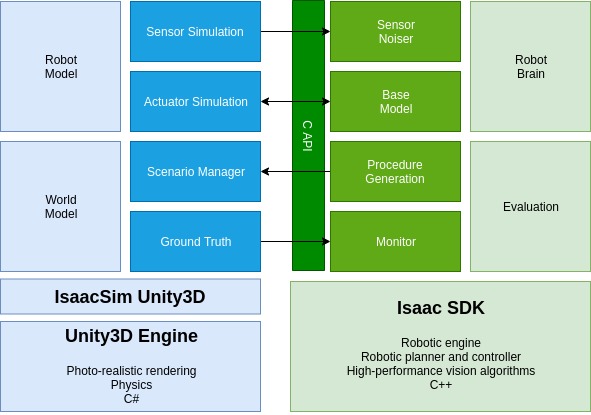 Robot
Model
Sensor Simulation
Sensor
Noiser
Robot
Brain
Actuator Simulation
Base
Model
C API
World
Model
Scenario Manager
Procedure
Generation
Evaluation
Ground Truth
Monitor
IsaacSim Unity3D
Unity3D Engine
Photo-realistic rendering
Physics
C#
Isaac SDK
Robotic engine
Robotic planner and controller
High-performance vision algorithms
C++